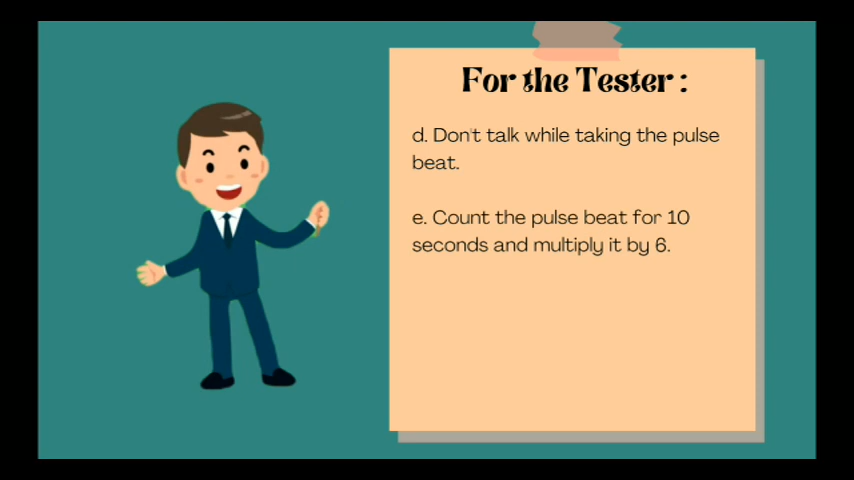 For the Tester :
d. Don't talk while taking the pulse
beat.
e. Count the pulse beat for 10
seconds and multiply it by 6.